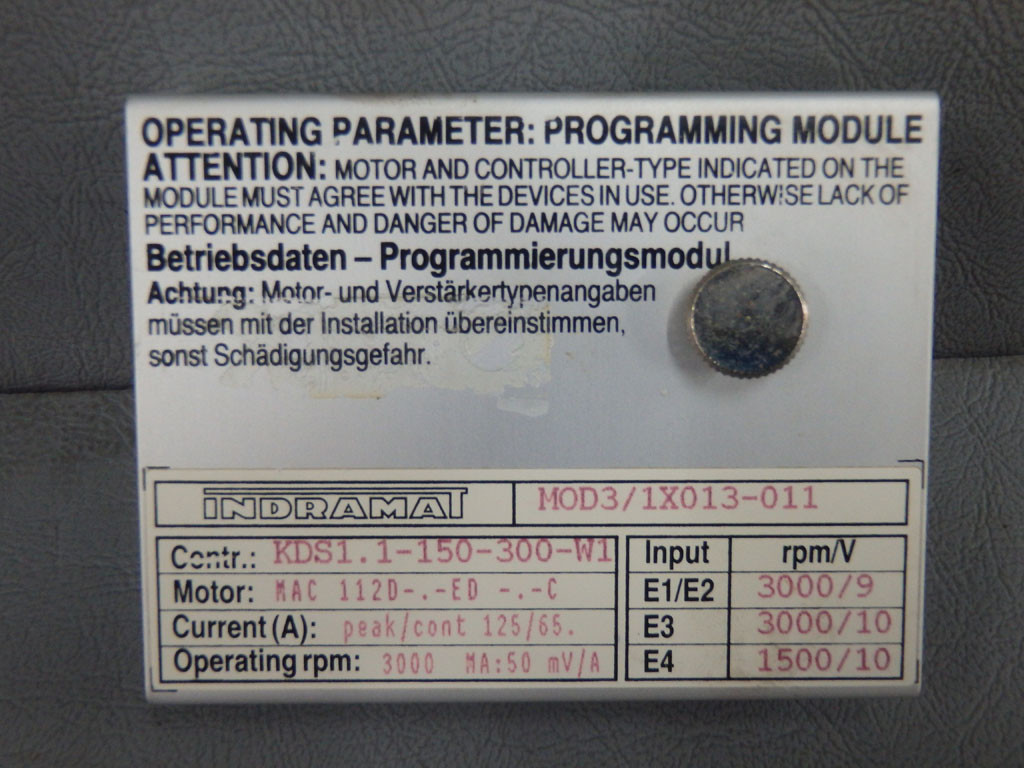 OPERATING PARAMETER: PROGRAMMING MODULE
ATTENTION: MOTOR AND CONTROLLER-TYPE INDICATED ON THE
MODULE MUST AGREE WITH THE DEVICES IN USE. OTHERWISE LACK OF
PERFORMANCE AND DANGER OF DAMAGE MAY OCCUR
Betriebsdaten – Programmierungsmodul
Achtung: Motor- und Verstärkertypenangaben
müssen mit der Installation übereinstimmen,
sonst Schädigungsgefahr.
INDRAMAT MOD3/1X013-011
Contr.: KDS1.1-150-300-W1 Input rpm/V
Motor: MAC 112D-.-ED -.-C E1/E2 3000/9
Current (A): peak/cont 125/65. E3 3000/10
Operating rpm: 3000 MA:50 mV/A E4 1500/10